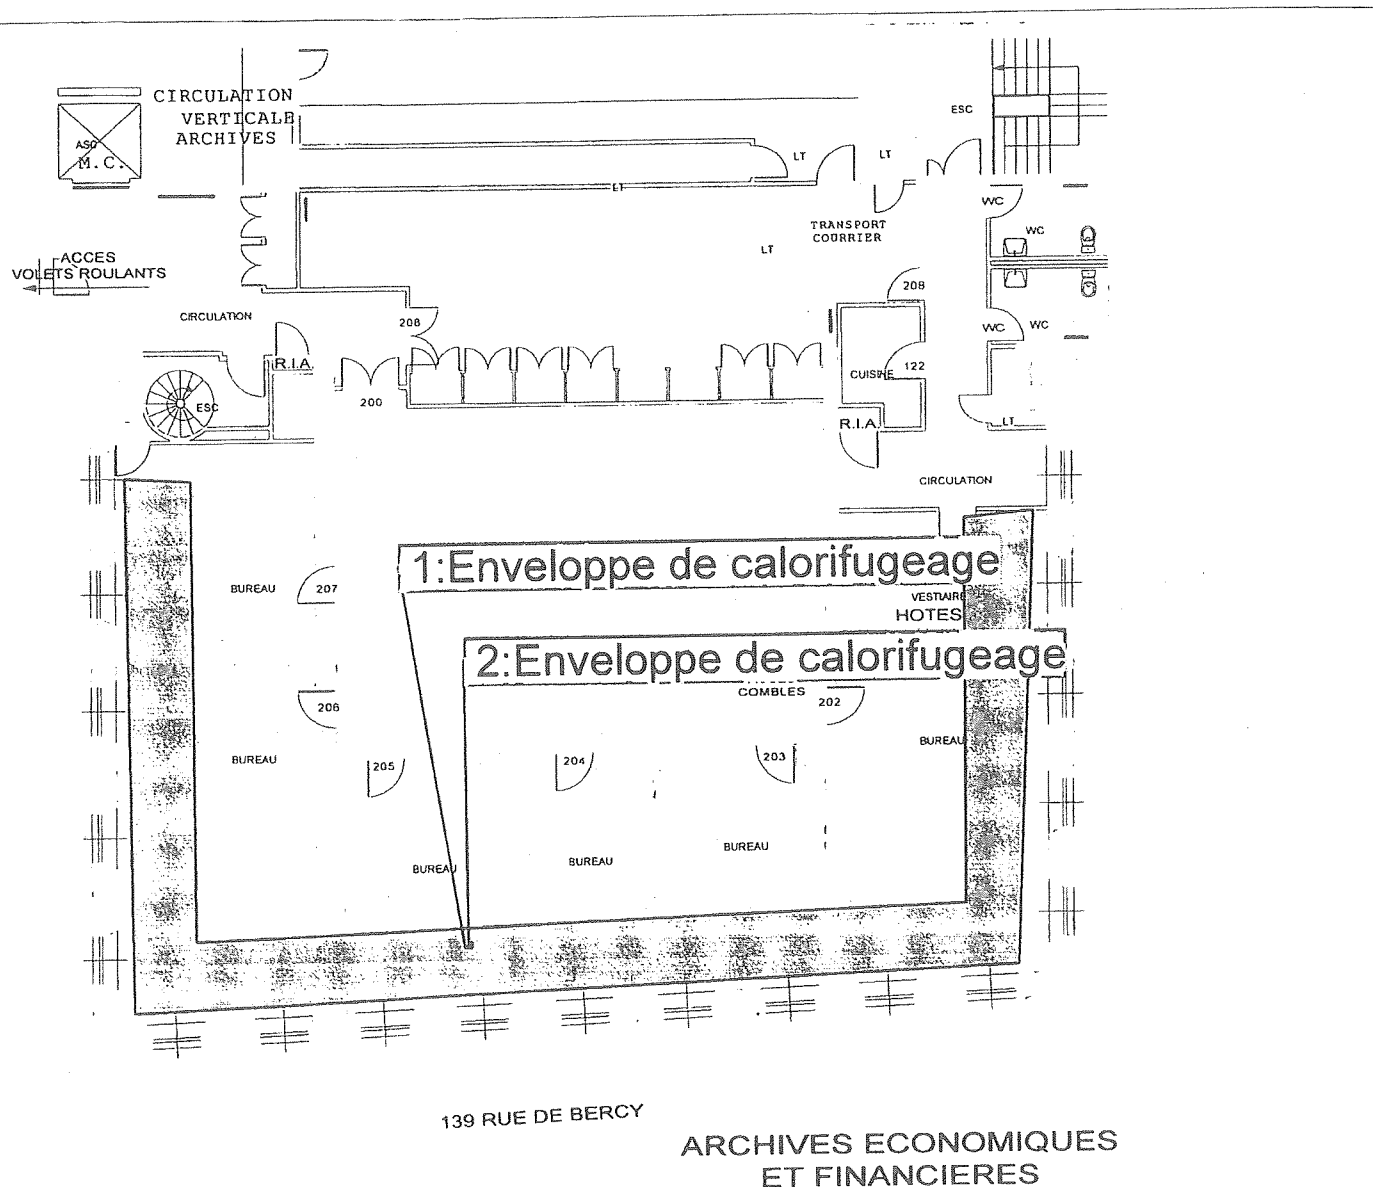 CIRCULATION
VERTICALE
ARCHIVES
ASC
M.C.
ESC
LT
LT
LT
WC
WC
TRANSPORT
COURRIER
LT
ACCES
VOLETS ROULANTS
208
CIRCULATION
208
WC
WC
R.I.A.
122
CUISINE
200
ESC
R.I.A.
LT
CIRCULATION
1:Enveloppe de calorifugeage
BUREAU
207
VESTIAIRE
HOTES
2:Enveloppe de calorifugeage
COMBLES
206
202
BUREAU
BUREAU
205
204
203
BUREAU
BUREAU
BUREAU
139 RUE DE BERCY
ARCHIVES ECONOMIQUES
ET FINANCIERES